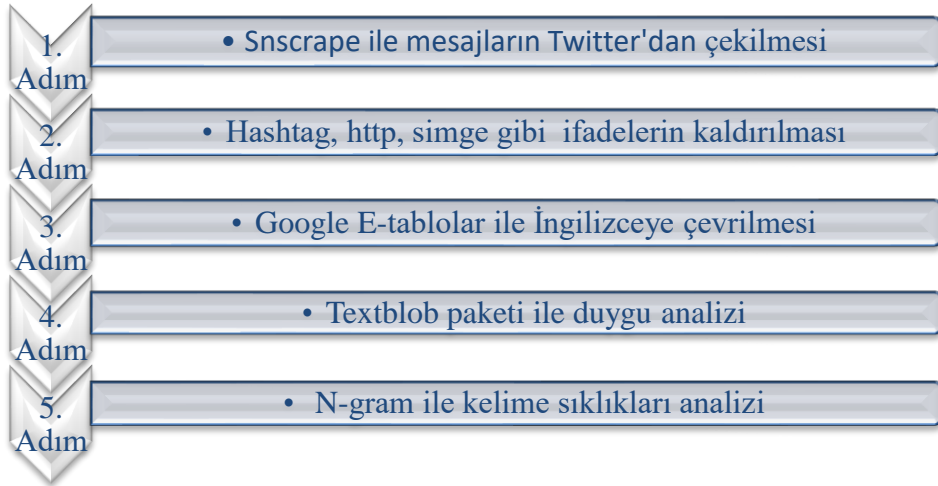 1.
Adım
• Snscrape ile mesajların Twitter'dan çekilmesi
2.
Adım
• Hashtag, http, simge gibi ifadelerin kaldırılması
3.
Adım
• Google E-tablolar ile İngilizceye çevrilmesi
4.
Adım
• Textblob paketi ile duygu analizi
5.
Adım
• N-gram ile kelime sıklıkları analizi